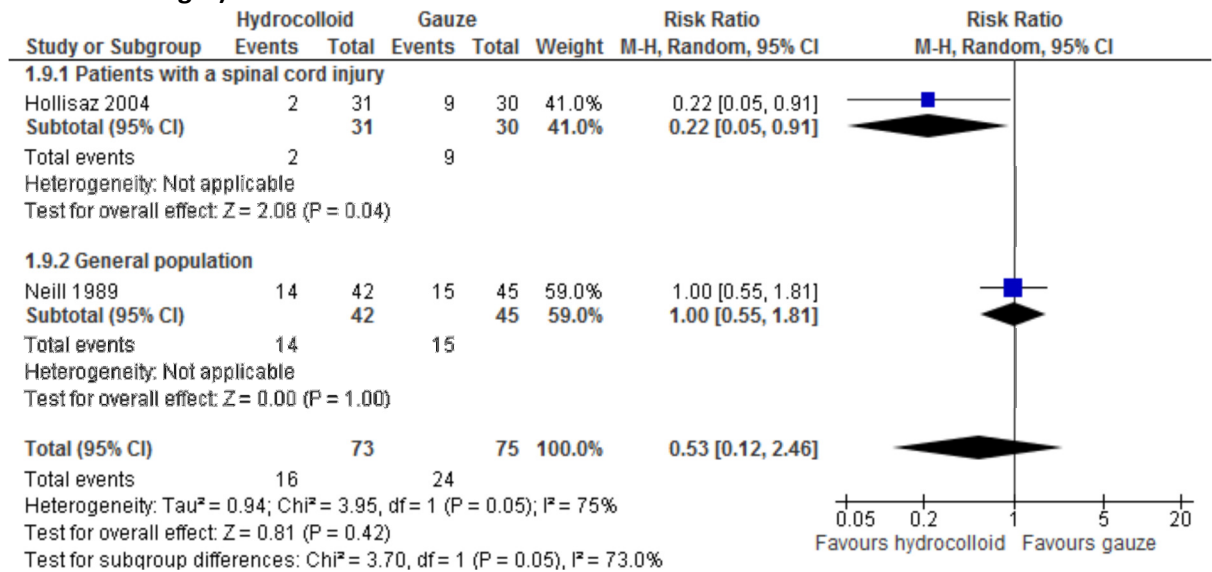 Hydrocolloid Gauze Risk Ratio Risk Ratio
Study or Subgroup Events Total Events Total Weight M-H, Random, 95% CI M-H, Random, 95% CI
1.9.1 Patients with a spinal cord injury
Hollisaz 2004 2 31 9 30 41.0% 0.22 [0.05, 0.91]
Subtotal (95% CI) 31 30 41.0% 0.22 [0.05, 0.91]
Total events 2 9
Heterogeneity: Not applicable
Test for overall effect: Z = 2.08 (P = 0.04)
1.9.2 General population
Neill 1989 14 42 15 45 59.0% 1.00 [0.55, 1.81]
Subtotal (95% CI) 42 45 59.0% 1.00 [0.55, 1.81]
Total events 14 15
Heterogeneity: Not applicable
Test for overall effect: Z = 0.00 (P = 1.00)
Total (95% CI) 73 75 100.0% 0.53 [0.12, 2.46]
Total events 16 24
Heterogeneity: Tau² = 0.94; Chi² = 3.95, df = 1 (P = 0.05); I² = 75%
Test for overall effect: Z = 0.81 (P = 0.42)
Test for subgroup differences: Chi² = 3.70, df = 1 (P = 0.05), I² = 73.0%
0.05 0.2 1 5 20
Favours hydrocolloid Favours gauze